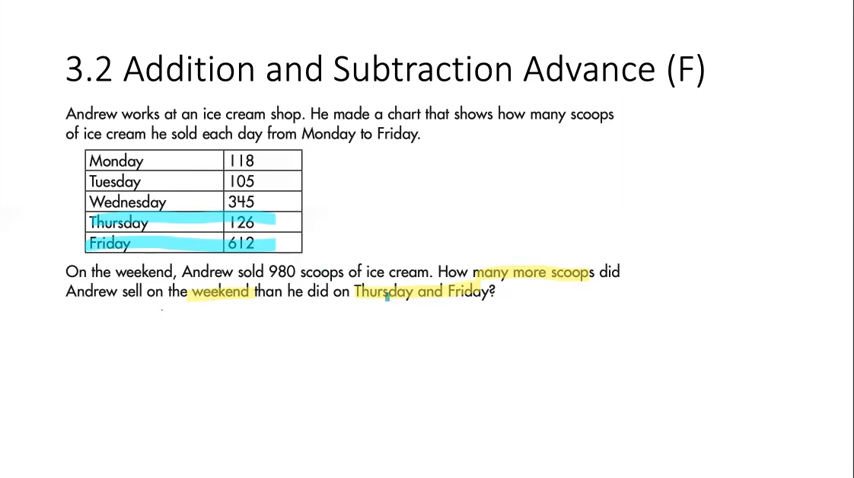 3.2 Addition and Subtraction Advance (F)
Andrew works at an ice cream shop. He made a chart that shows how many scoops
of ice cream he sold each day from Monday to Friday.
Monday 118
Tuesday 105
Wednesday 345
Thursday 126
Friday 612
On the weekend, Andrew sold 980 scoops of ice cream. How many more scoops did
Andrew sell on the weekend than he did on Thursday and Friday?